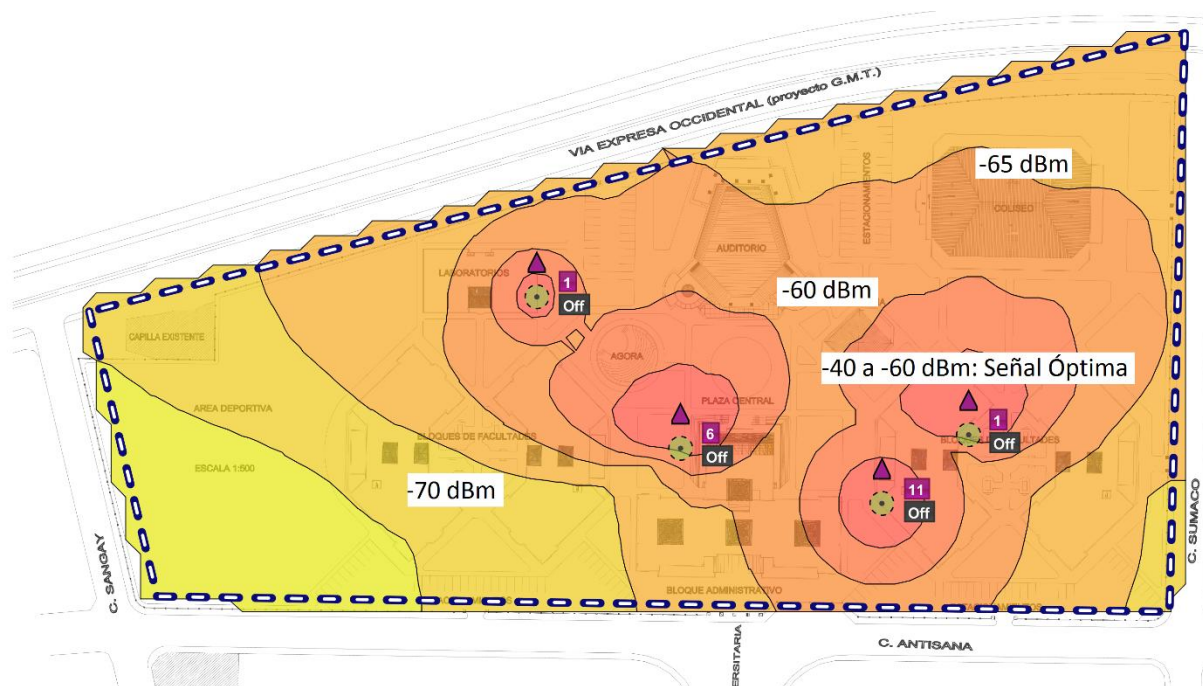 VIA EXPRESA OCCIDENTAL (proyecto G.M.T.)
-65 dBm
ESTACIONAMIENTOS
COLISEO
AUDITORIO
LABORATORIOS
1
Off
-60 dBm
CAPILLA EXISTENTE
AGORA
-40 a -60 dBm: Señal Óptima
PLAZA CENTRAL
AREA DEPORTIVA
6
Off
1
Off
BLOQUES DE FACULTADES
ESCALA 1:500
-70 dBm
11
Off
C. SUMACO
C. SANGAY
BLOQUE ADMINISTRATIVO
C. ANTISANA
ERSITARIA